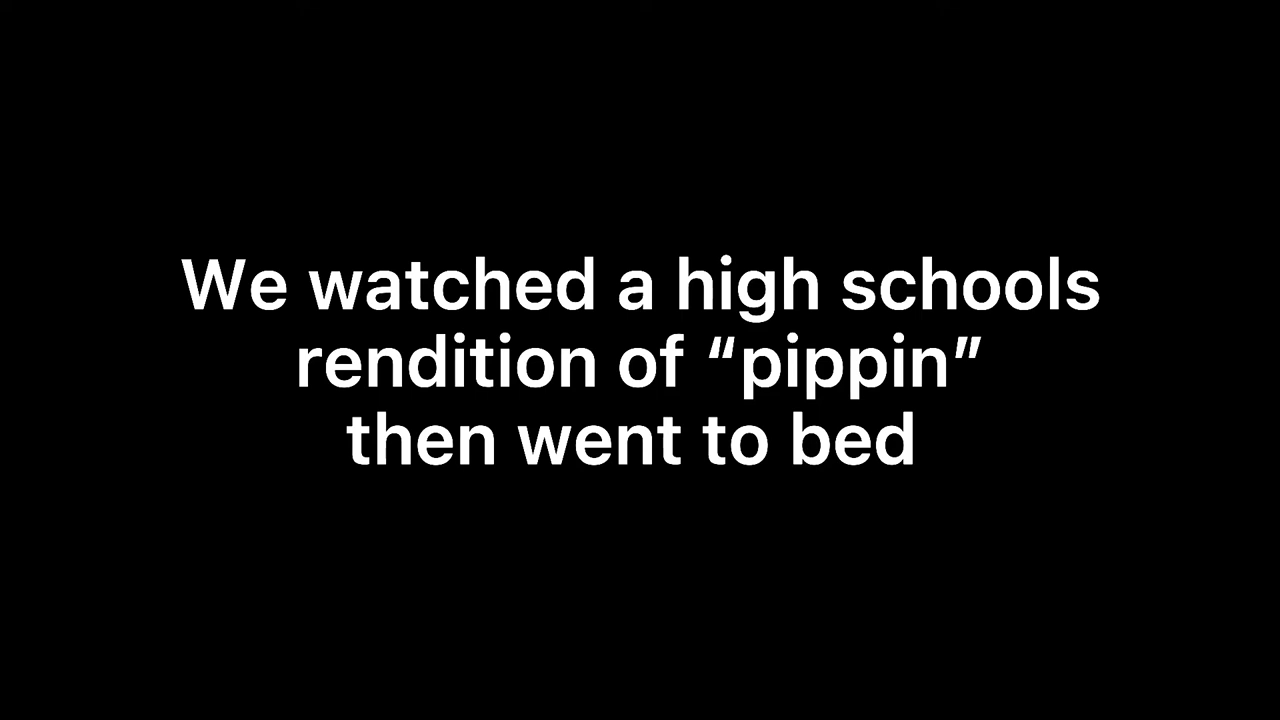 We watched a high schools
rendition of “pippin”
then went to bed